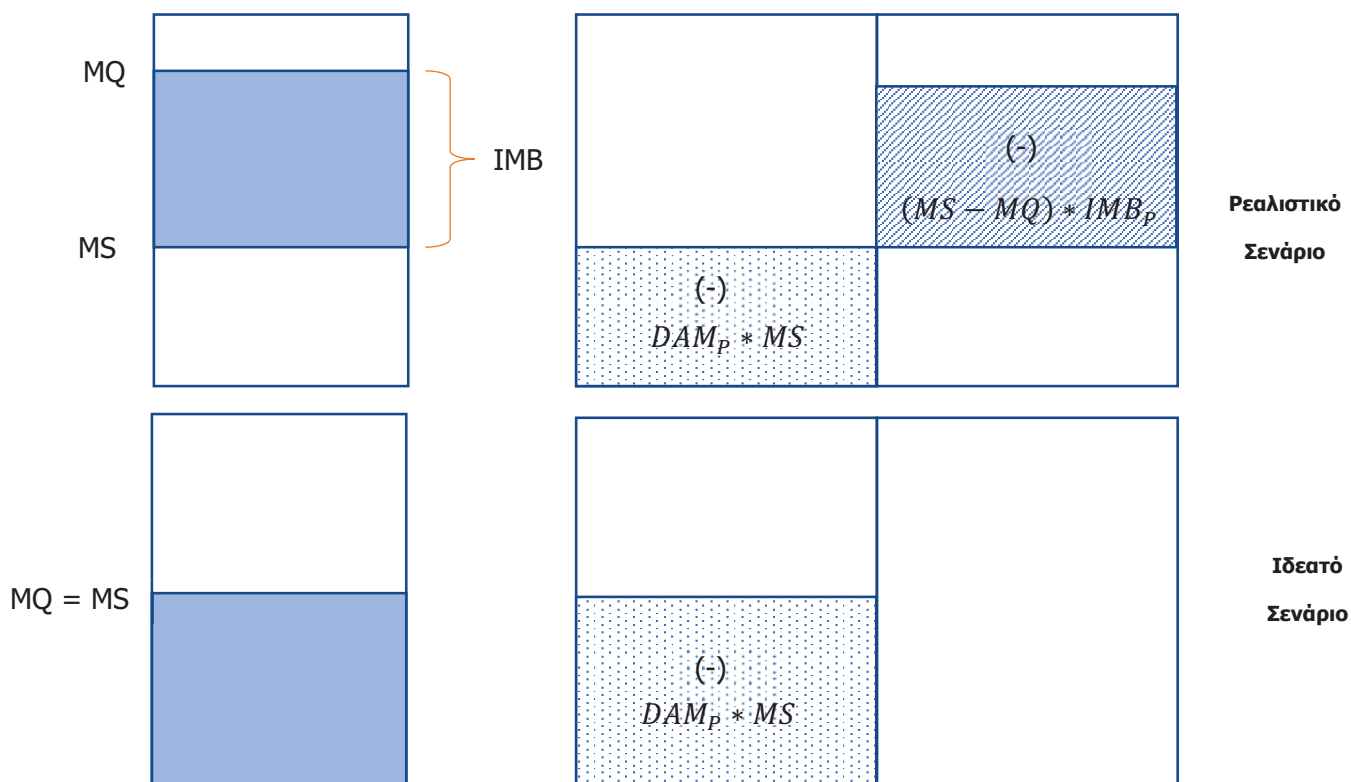 MQ
IMB
MS
(-)
(MS − MQ) * IMB_P
(-)
DAM_P * MS
Ρεαλιστικό
Σενάριο
MQ = MS
(-)
DAM_P * MS
Ιδεατό
Σενάριο